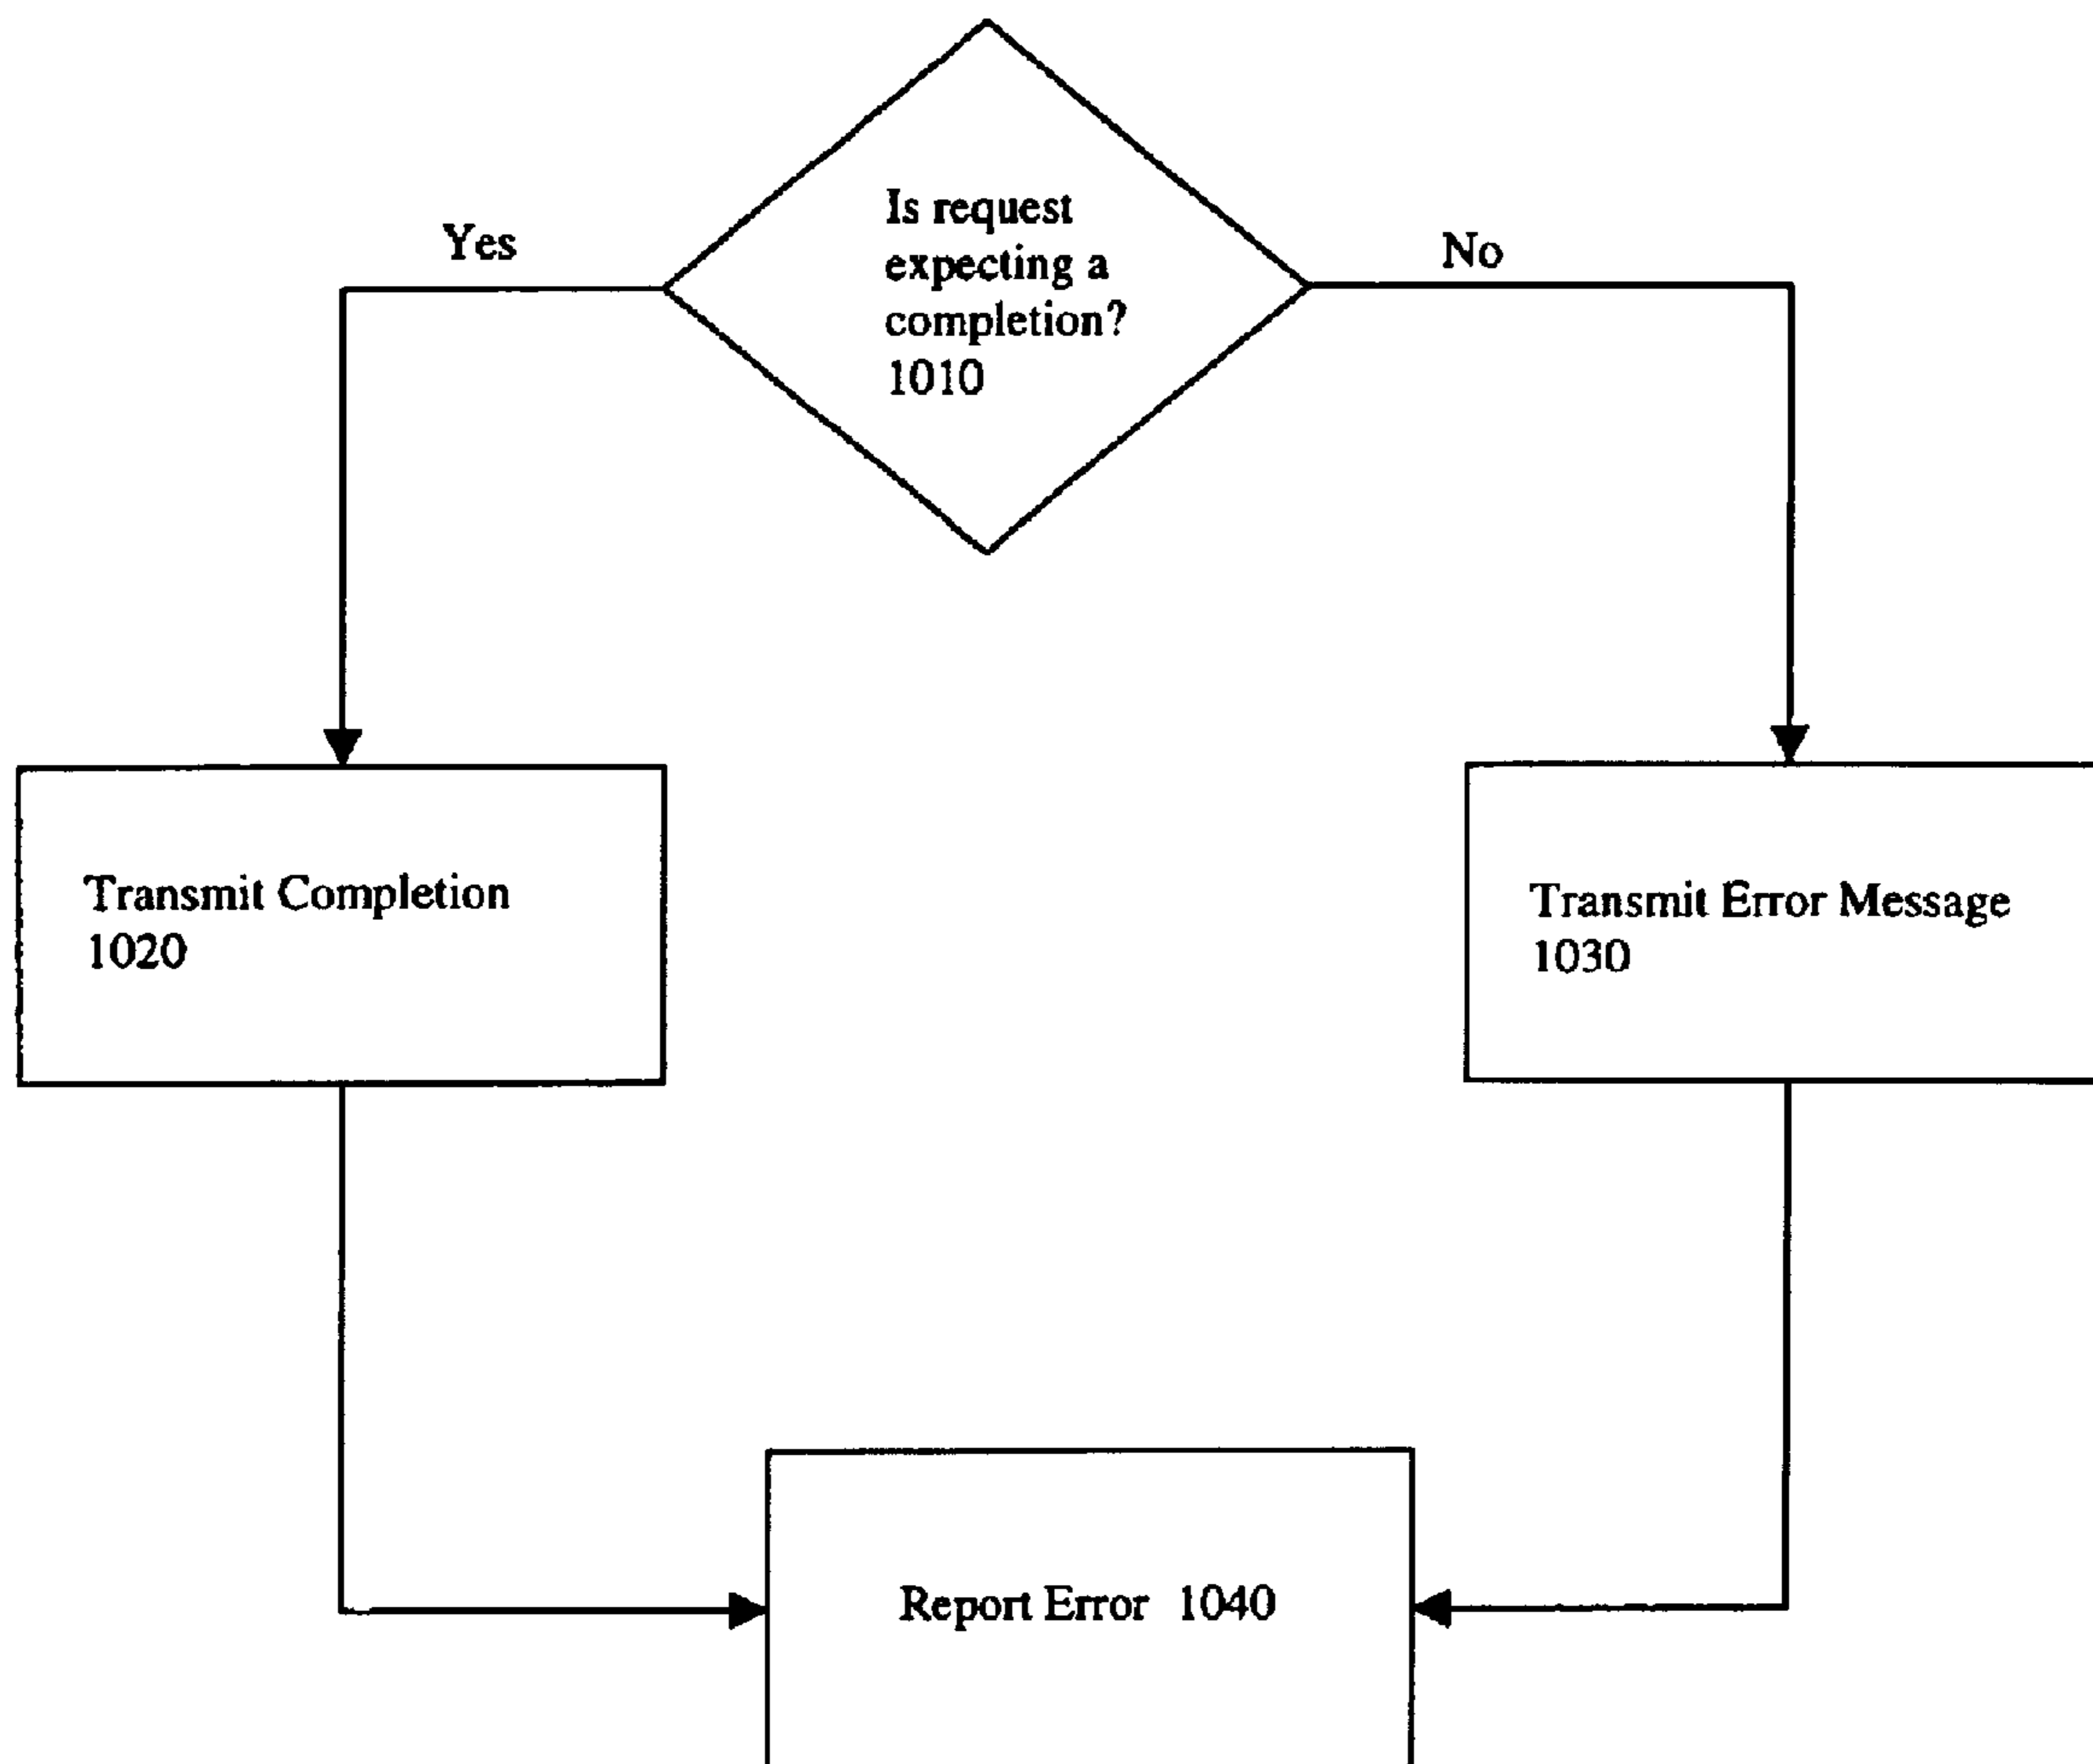 Is request
expecting a
completion?
1010
Yes
No
Transmit Completion
1020
Transmit Error Message
1030
Report Error 1040